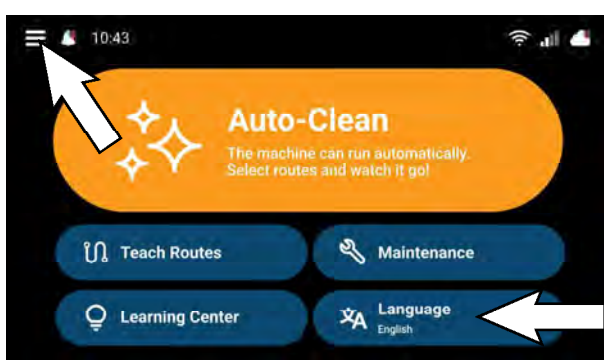 10:43
Auto-Clean
The machine can run automatically.
Select routes and watch it go!
Teach Routes
Maintenance
Learning Center
Language
English